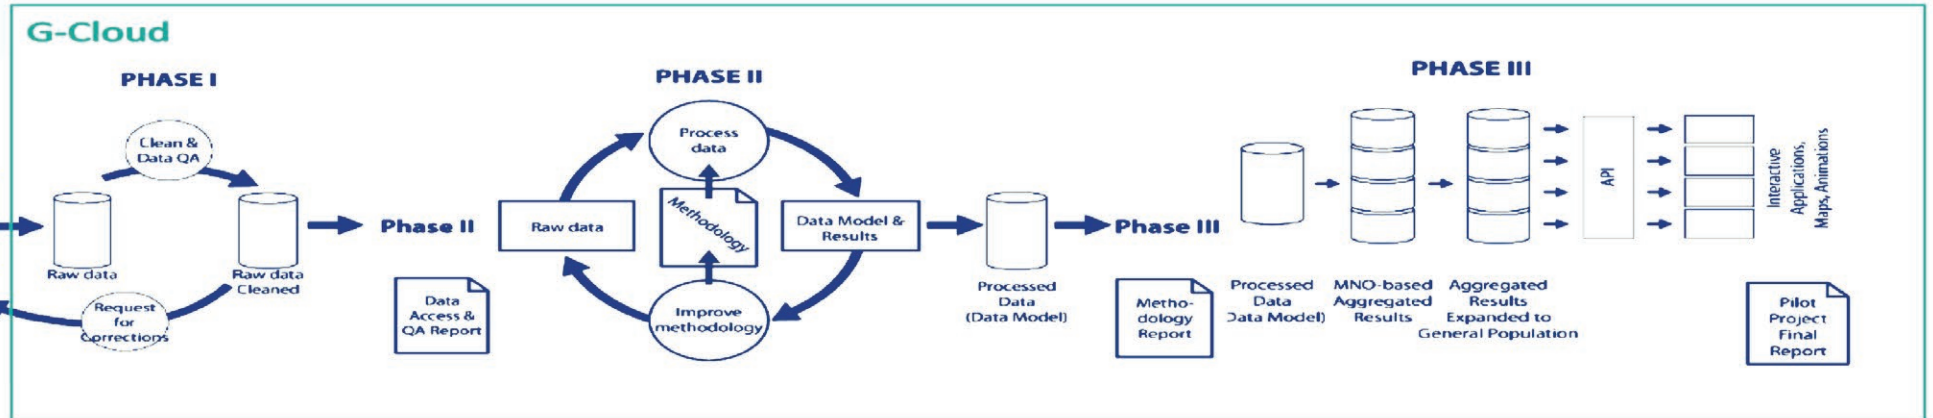 G-Cloud
PHASE I
Clean &
Data QA
Raw data
Raw data
Cleaned
Request
for
Corrections
Phase II
Data
Access &
QA Report
PHASE II
Process
data
Raw data
Methodology
Data Model &
Results
Improve
methodology
Processed
Data
(Data Model)
Phase III
Metho-
dology
Report
PHASE III
Processed
Data
Data Model)
MNO-based
Aggregated
Results
Aggregated
Results
Expanded to
General Population
API
Interactive
Applications,
Maps, Animations
Pilot
Project
Final
Report